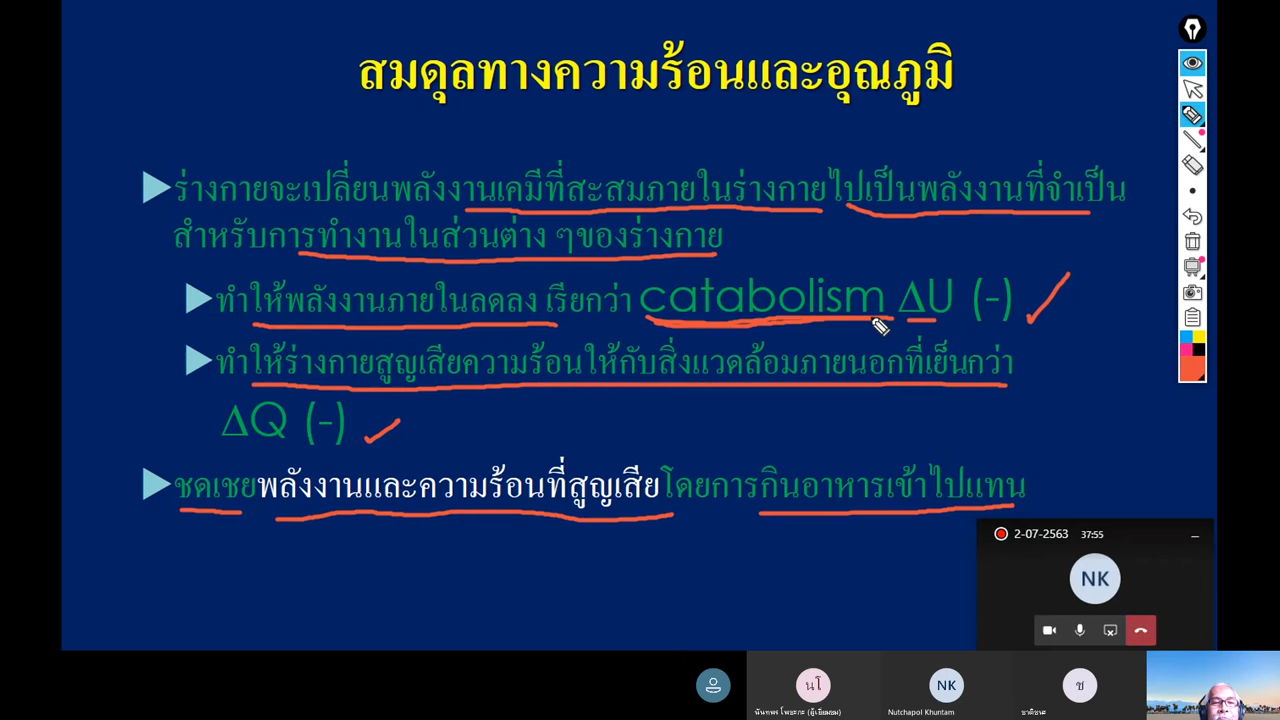 สมดุลทางความร้อนและอุณภูมิ
ร่างกายจะเปลี่ยนพลังงานเคมีที่สะสมภายในร่างกายไปเป็นพลังงานที่จำเป็น
สำหรับการทำงานในส่วนต่าง ๆของร่างกาย
ทำให้พลังงานภายในลดลง เรียกว่า catabolism ΔU (-)
ทำให้ร่างกายสูญเสียความร้อนให้กับสิ่งแวดล้อมภายนอกที่เย็นกว่า
ΔQ (-)
ชดเชยพลังงานและความร้อนที่สูญเสียโดยการกินอาหารเข้าไปแทน
2-07-2563 37:55
NK
นโ NK ช
นันทพร โพธะกะ (ผู้เยี่ยมชม) Nutchapol Khuntam